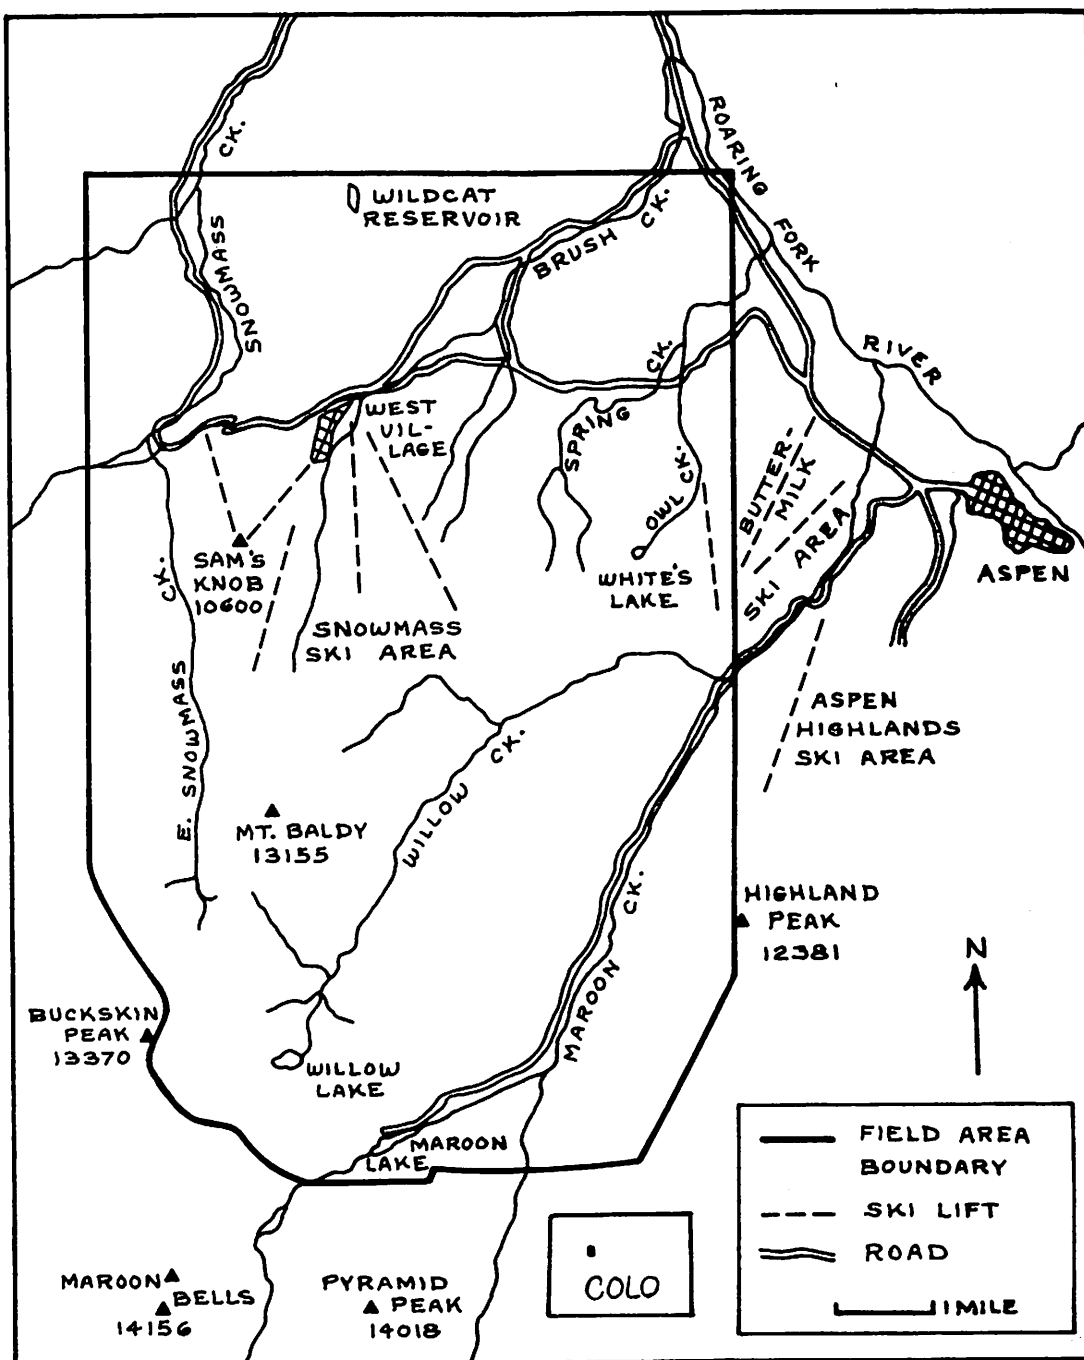 ROARING
FORK
RIVER
CK.
SNOWMASS
WILDCAT
RESERVOIR
BRUSH CK.
WEST
VIL-
LAGE
SPRING CK.
OWL CK.
WHITE'S
LAKE
BUTTER-
MILK
SKI AREA
ASPEN
SAM'S
KNOB
10600
SNOWMASS
SKI AREA
E. SNOWMASS CK.
ASPEN
HIGHLANDS
SKI AREA
MT. BALDY
13155
WILLOW CK.
HIGHLAND
PEAK
12381
N
MAROON CK.
BUCKSKIN
PEAK
13370
WILLOW
LAKE
MAROON
LAKE
MAROON
BELLS
14156
PYRAMID
PEAK
14018
COLO
FIELD AREA
BOUNDARY
SKI LIFT
ROAD
1 MILE